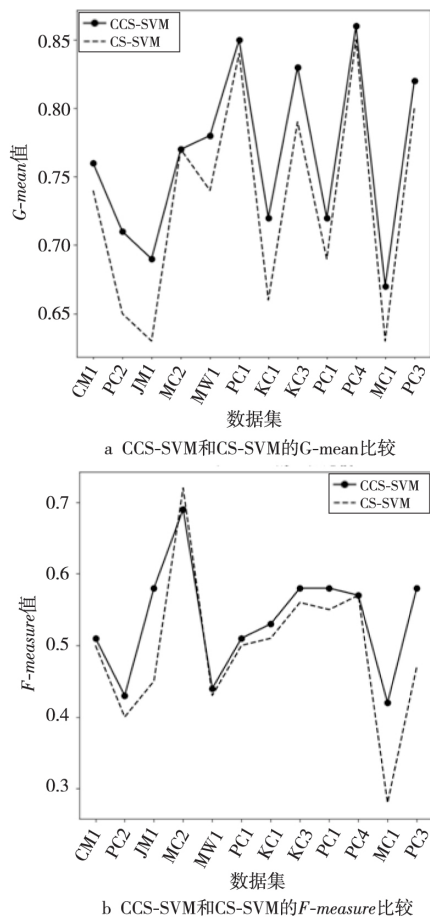 CCS-SVM
CS-SVM
0.85
0.80
0.75
0.70
0.65
G-mean值
CM1
PC2
JM1
MC2
MW1
PC1
KC1
KC3
PC1
PC4
MC1
PC3
数据集
a CCS-SVM和CS-SVM的G-mean比较
CCS-SVM
CS-SVM
0.7
0.6
0.5
0.4
0.3
F-measure值
CM1
PC2
JM1
MC2
MW1
PC1
KC1
KC3
PC1
PC4
MC1
PC3
数据集
b CCS-SVM和CS-SVM的F-measure比较